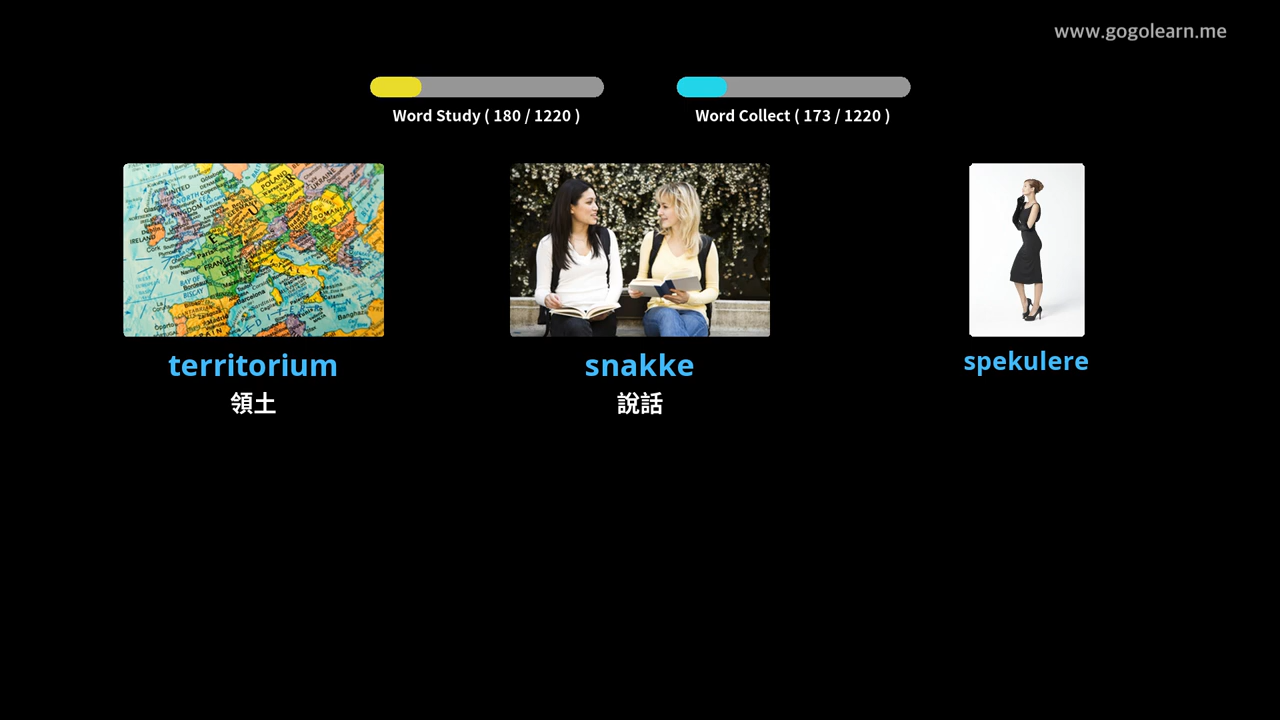 www.gogolearn.me
Word Study ( 180 / 1220 )
Word Collect ( 173 / 1220 )
territorium
snakke
spekulere
領土
說話